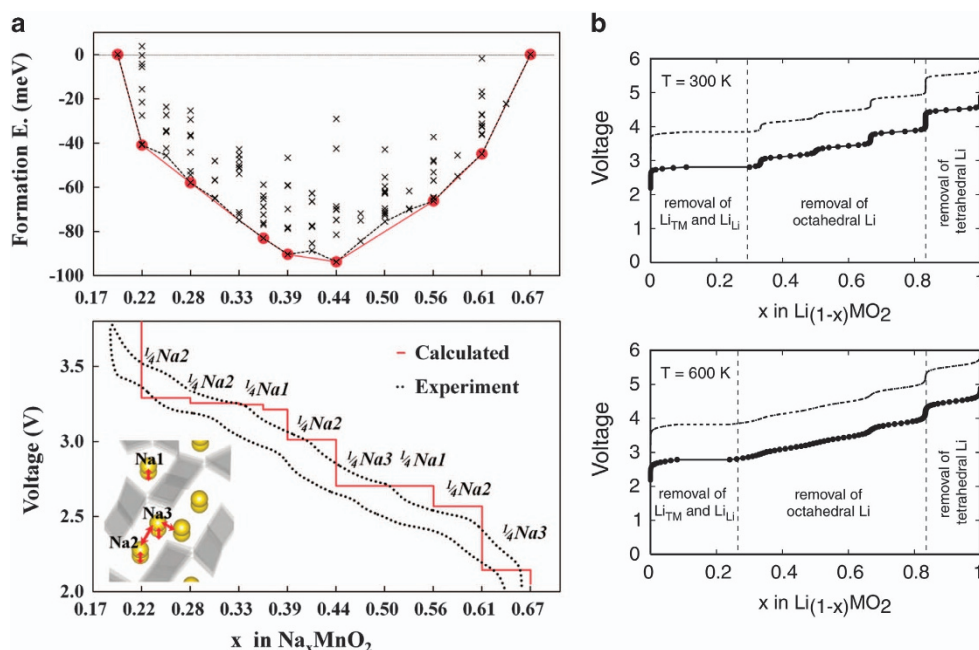 a
Formation E. (meV)
0
-20
-40
-60
-80
-100
0.17 0.22 0.28 0.33 0.39 0.44 0.50 0.56 0.61 0.67
Voltage (V)
3.5
3.0
2.5
2.0
¼Na2
¼Na2
¼Na1
¼Na2
¼Na3
¼Na1
¼Na2
¼Na3
Calculated
Experiment
Na1
Na3
Na2
0.17 0.22 0.28 0.33 0.39 0.44 0.50 0.56 0.61 0.67
x in NaxMnO2
b
Voltage
6
5
4
3
2
1
0
T = 300 K
removal of
LiTM and LiLi
removal of
octahedral Li
removal of
tetrahedral Li
0 0.2 0.4 0.6 0.8 1
x in Li(1-x)MO2
Voltage
6
5
4
3
2
1
0
T = 600 K
removal of
LiTM and LiLi
removal of
octahedral Li
removal of
tetrahedral Li
0 0.2 0.4 0.6 0.8 1
x in Li(1-x)MO2